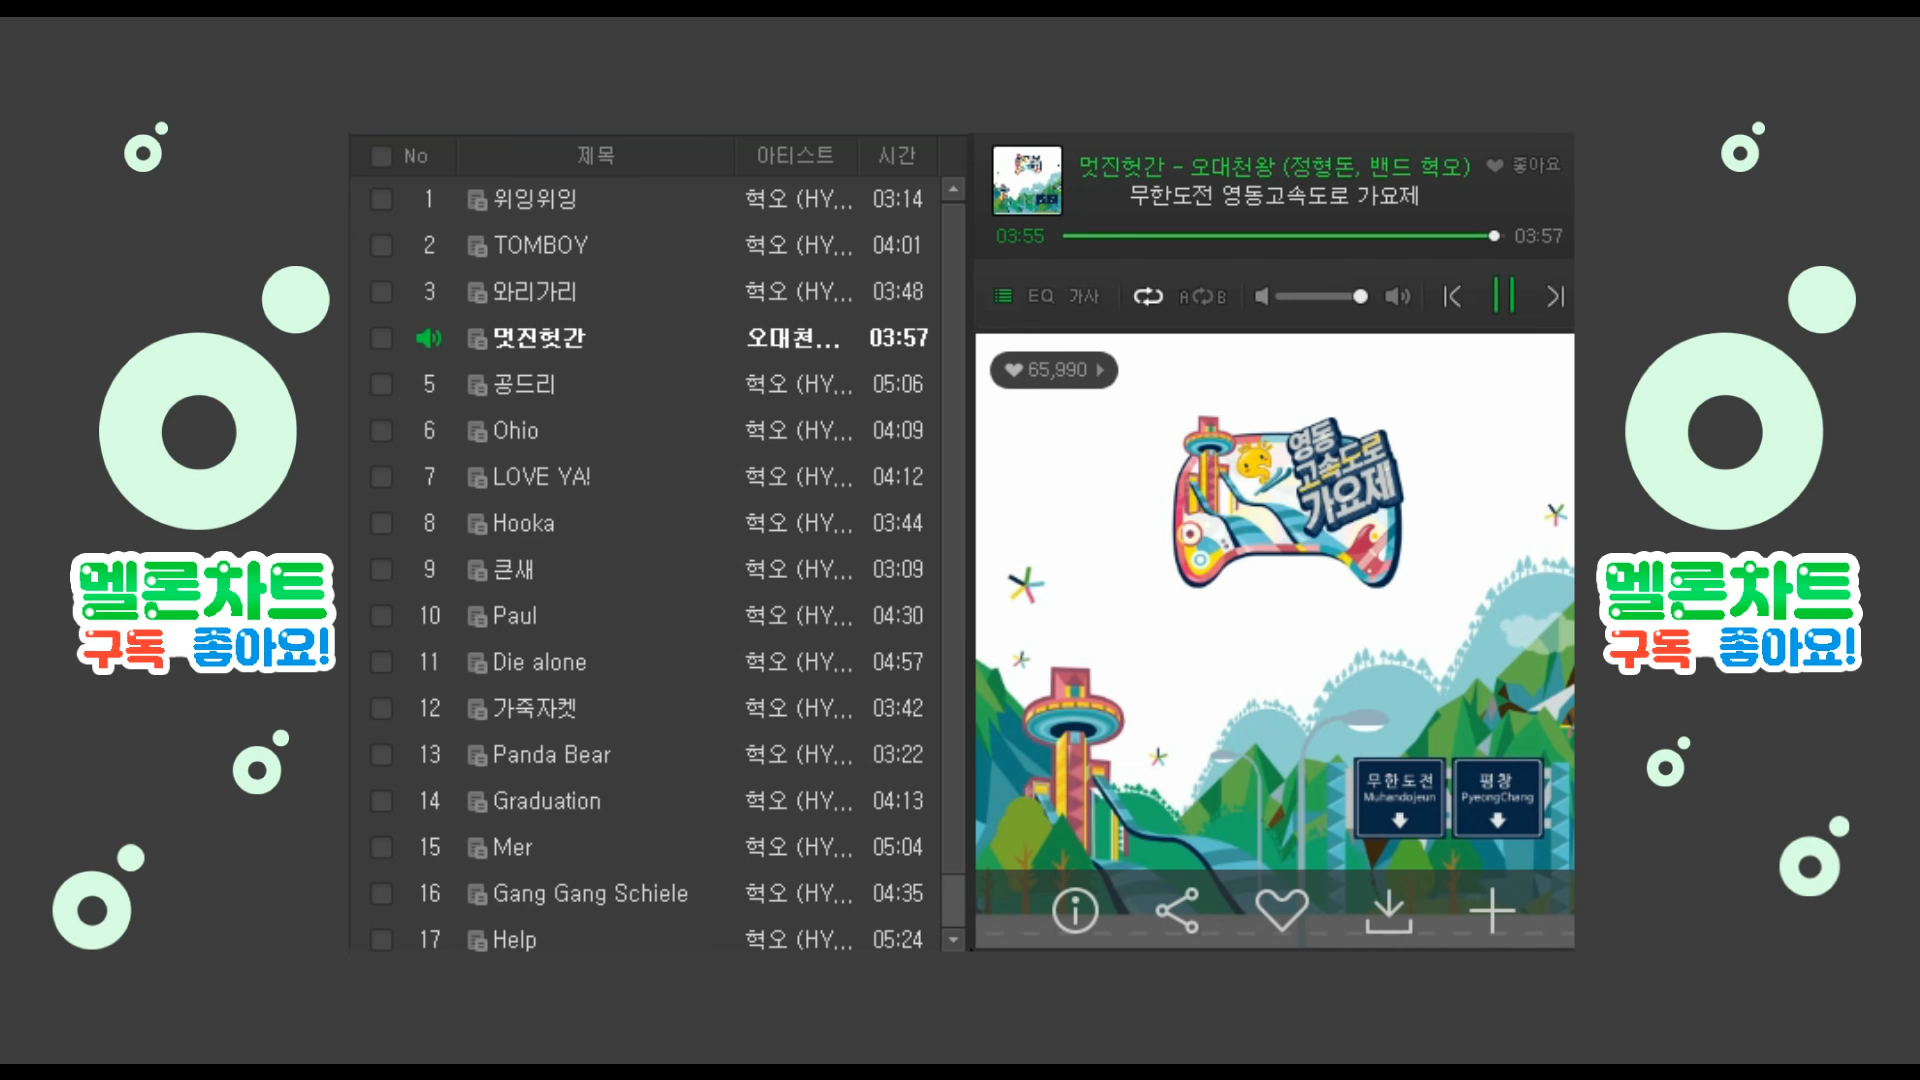 No 제목 아티스트 시간
1 위잉위잉 혁오 (HY... 03:14
2 TOMBOY 혁오 (HY... 04:01
3 와리가리 혁오 (HY... 03:48
멋진헛간 오대천... 03:57
5 공드리 혁오 (HY... 05:06
6 Ohio 혁오 (HY... 04:09
7 LOVE YA! 혁오 (HY... 04:12
8 Hooka 혁오 (HY... 03:44
9 큰새 혁오 (HY... 03:09
10 Paul 혁오 (HY... 04:30
11 Die alone 혁오 (HY... 04:57
12 가죽자켓 혁오 (HY... 03:42
13 Panda Bear 혁오 (HY... 03:22
14 Graduation 혁오 (HY... 04:13
15 Mer 혁오 (HY... 05:04
16 Gang Gang Schiele 혁오 (HY... 04:35
17 Help 혁오 (HY... 05:24
멋진헛간 - 오대천왕 (정형돈, 밴드 혁오) 좋아요
무한도전 영동고속도로 가요제
03:55 03:57
EQ 가사 A B
65,990
영동
고속도로
가요제
무한도전 평창
Muhandojeun PyeongChang
멜론차트
구독 좋아요!
멜론차트
구독 좋아요!